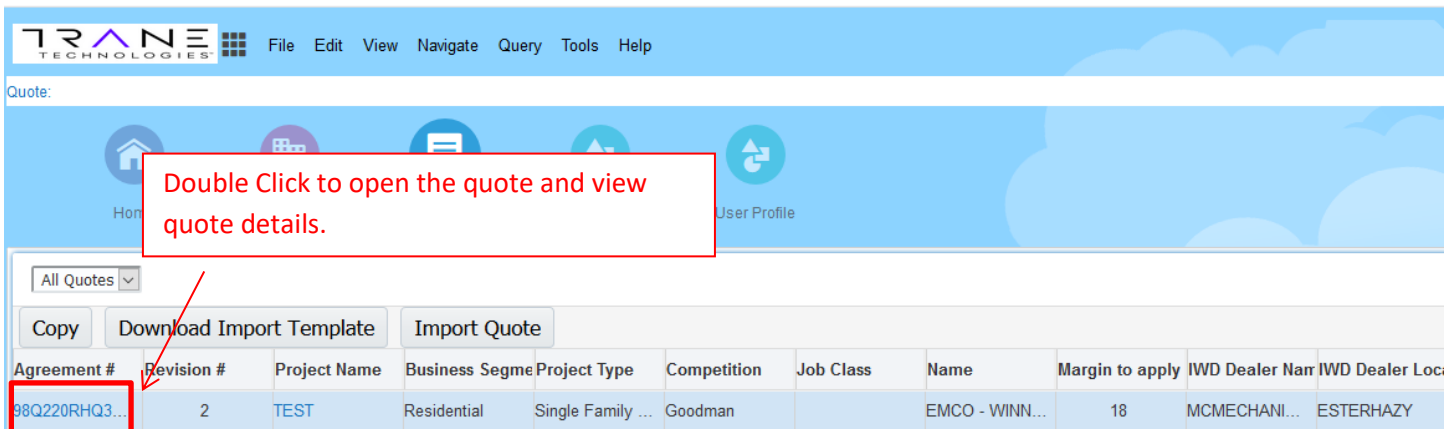 TRANE File Edit View Navigate Query Tools Help
TECHNOLOGIES
Quote:
Double Click to open the quote and view
quote details.
User Profile
All Quotes
Copy Download Import Template Import Quote
Agreement # Revision # Project Name Business Segme Project Type Competition Job Class Name Margin to apply IWD Dealer Nam IWD Dealer Loca
98Q220RHQ3... 2 TEST Residential Single Family ... Goodman EMCO - WINN... 18 MCMECHANI... ESTERHAZY